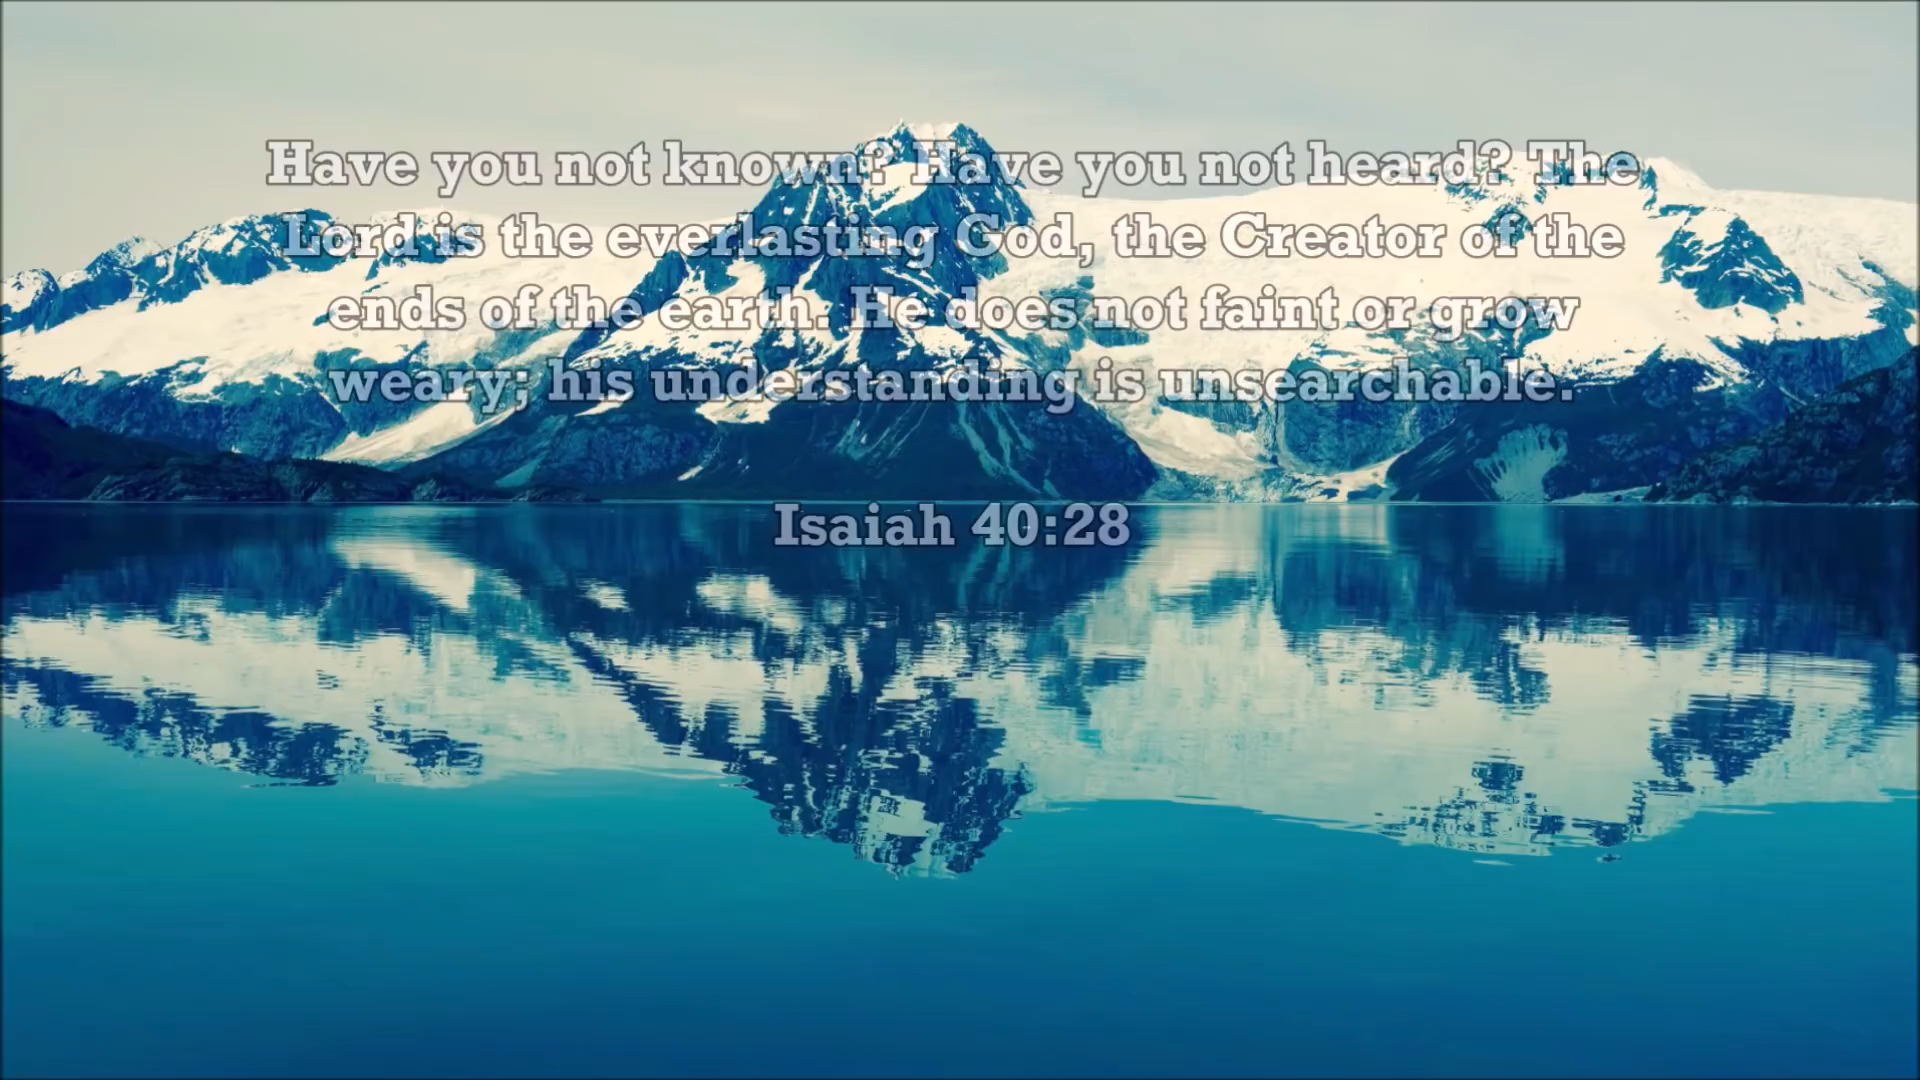 Have you not known? Have you not heard? The
Lord is the everlasting God, the Creator of the
ends of the earth. He does not faint or grow
weary; his understanding is unsearchable.
Isaiah 40:28